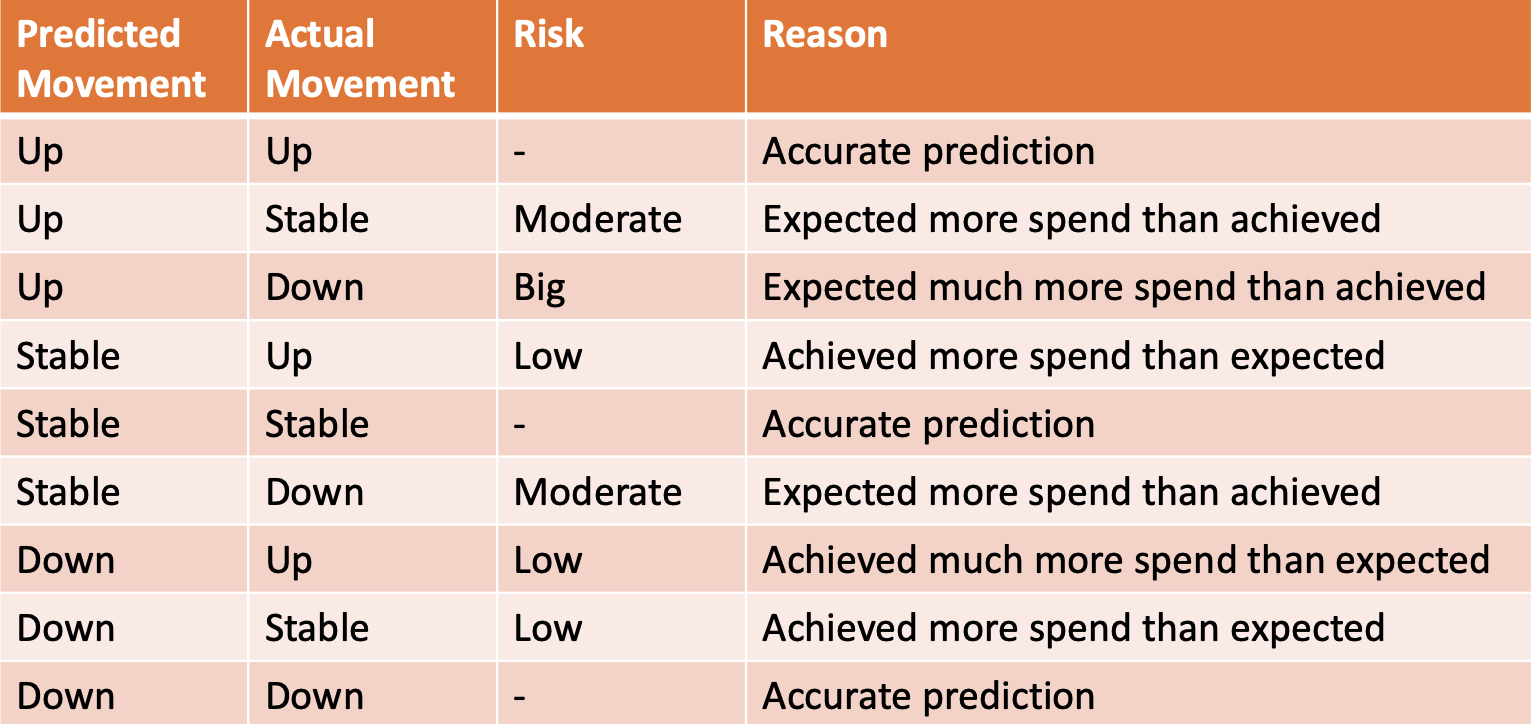 Predicted Movement Actual Movement Risk Reason
Up Up - Accurate prediction
Up Stable Moderate Expected more spend than achieved
Up Down Big Expected much more spend than achieved
Stable Up Low Achieved more spend than expected
Stable Stable - Accurate prediction
Stable Down Moderate Expected more spend than achieved
Down Up Low Achieved much more spend than expected
Down Stable Low Achieved more spend than expected
Down Down - Accurate prediction